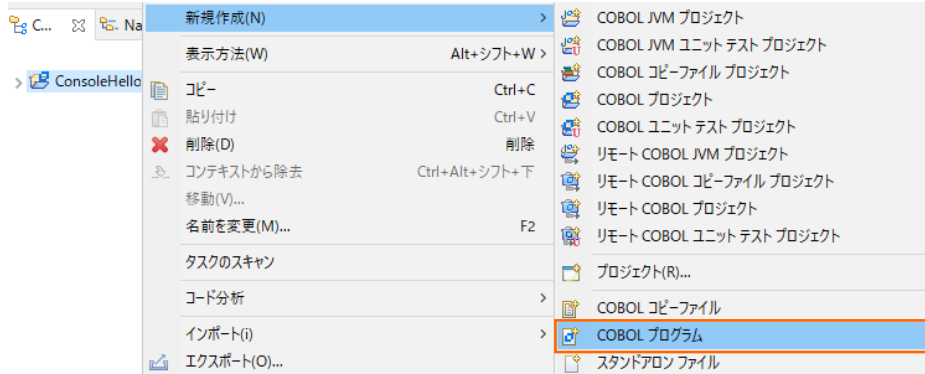 C...
Na
ConsoleHello
新規作成(N)
表示方法(W) Alt+シフト+W
コピー Ctrl+C
貼り付け Ctrl+V
削除(D) 削除
コンテキストから除去 Ctrl+Alt+シフト+下
移動(V)...
名前を変更(M)... F2
タスクのスキャン
コード分析
インポート(i)
エクスポート(O)...
COBOL JVM プロジェクト
COBOL JVM ユニット テスト プロジェクト
COBOL コピーファイル プロジェクト
COBOL プロジェクト
COBOL ユニット テスト プロジェクト
リモート COBOL JVM プロジェクト
リモート COBOL コピーファイル プロジェクト
リモート COBOL プロジェクト
リモート COBOL ユニット テスト プロジェクト
プロジェクト(R)...
COBOL コピーファイル
COBOL プログラム
スタンドアロン ファイル